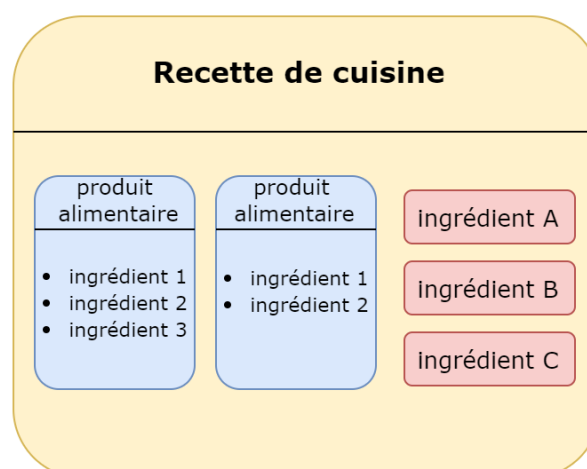 Recette de cuisine
produit
alimentaire
• ingrédient 1
• ingrédient 2
• ingrédient 3
produit
alimentaire
• ingrédient 1
• ingrédient 2
ingrédient A
ingrédient B
ingrédient C